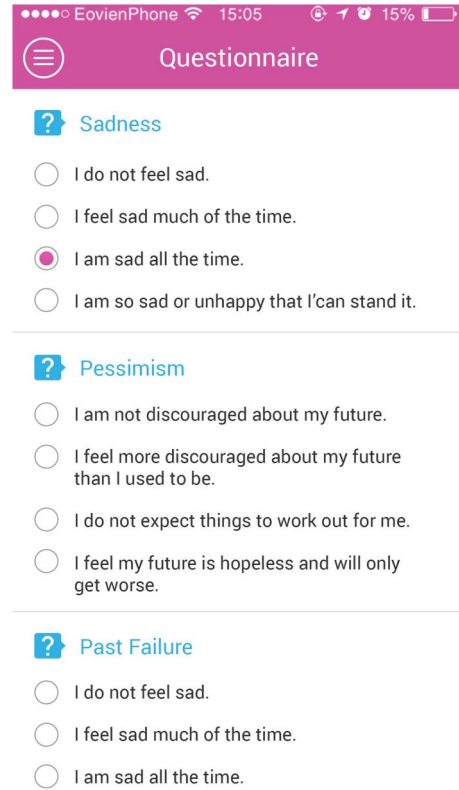 EovienPhone 15:05 15%
Questionnaire
? Sadness
I do not feel sad.
I feel sad much of the time.
I am sad all the time.
I am so sad or unhappy that I'can stand it.
? Pessimism
I am not discouraged about my future.
I feel more discouraged about my future
than I used to be.
I do not expect things to work out for me.
I feel my future is hopeless and will only
get worse.
? Past Failure
I do not feel sad.
I feel sad much of the time.
I am sad all the time.